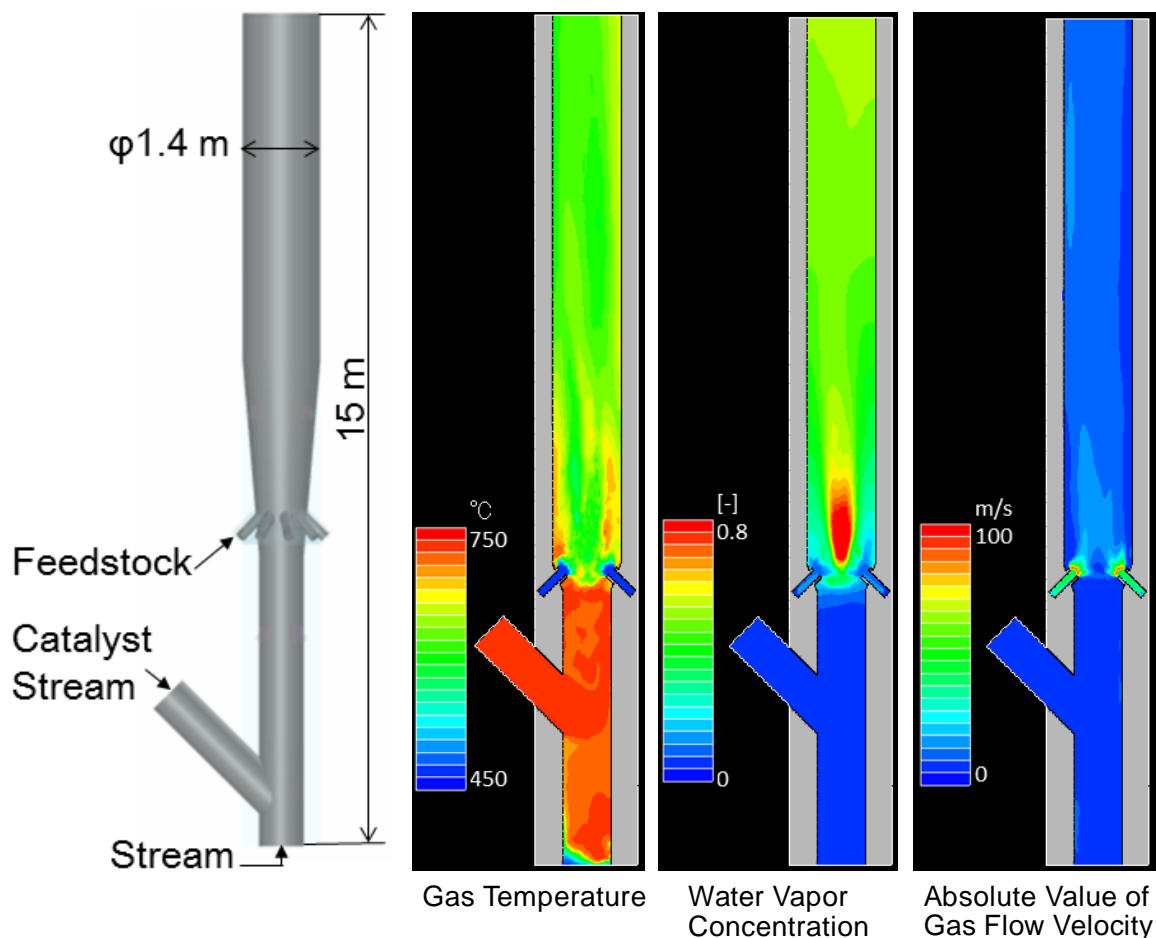 φ1.4 m
15 m
Feedstock
Catalyst
Stream
Stream
°C
750
450
[-]
0.8
0
m/s
100
0
Gas Temperature
Water Vapor
Concentration
Absolute Value of
Gas Flow Velocity